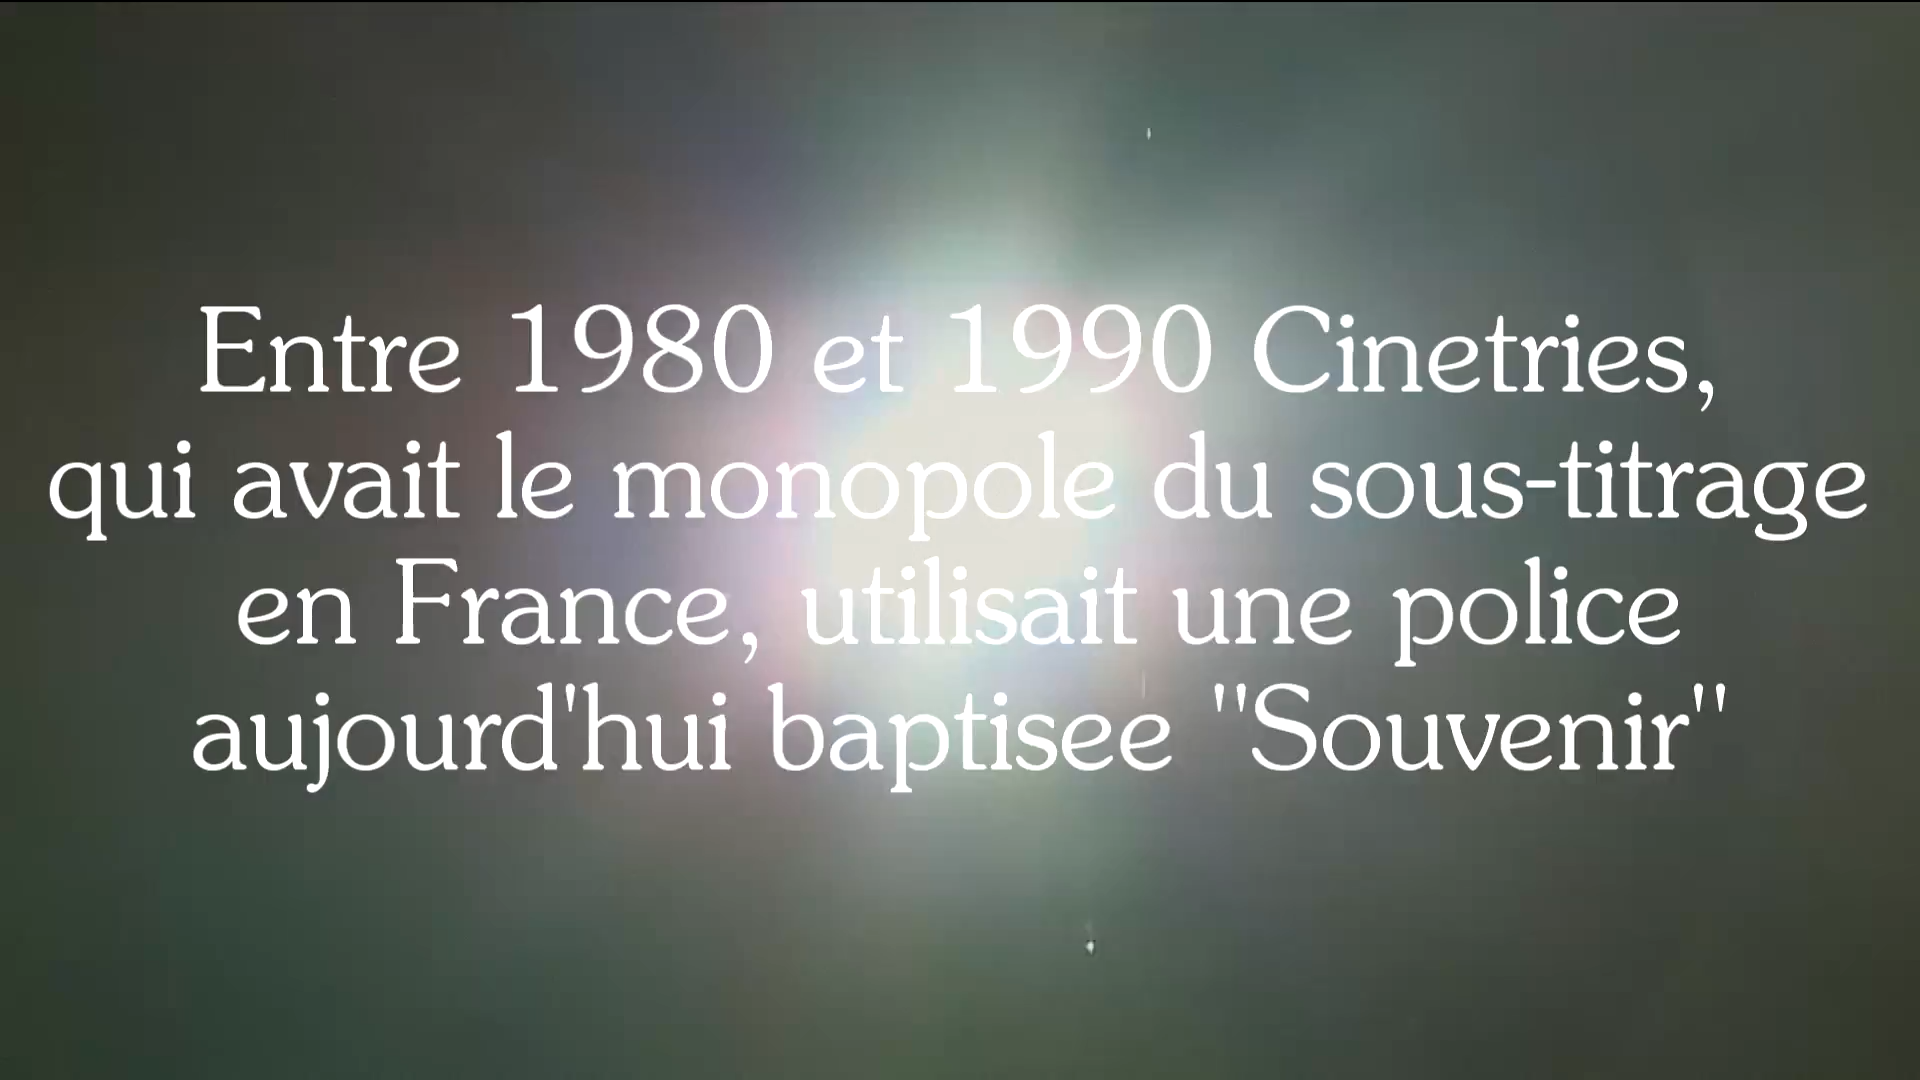 Entre 1980 et 1990 Cinetries,
qui avait le monopole du sous-titrage
en France, utilisait une police
aujourd'hui baptisee "Souvenir"